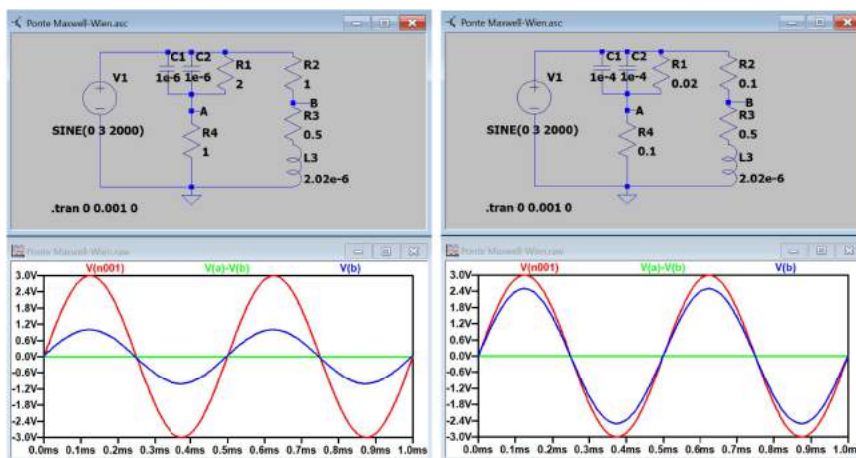 Ponte Maxwell-Wien.asc
C1 C2
1e-6 1e-6
R1
2
R2
1
V1
A
B
R3
0.5
R4
1
SINE(0 3 2000)
L3
2.02e-6
.tran 0 0.001 0
Ponte Maxwell-Wien.raw
V(n001) V(a)-V(b) V(b)
3.0V
2.4V
1.8V
1.2V
0.6V
0.0V
-0.6V
-1.2V
-1.8V
-2.4V
-3.0V
0.0ms 0.1ms 0.2ms 0.3ms 0.4ms 0.5ms 0.6ms 0.7ms 0.8ms 0.9ms 1.0ms
Ponte Maxwell-Wien.asc
C1 C2
1e-4 1e-4
R1
0.02
R2
0.1
V1
A
B
R3
0.5
R4
0.1
SINE(0 3 2000)
L3
2.02e-6
.tran 0 0.001 0
Ponte Maxwell-Wien.raw
V(n001) V(a)-V(b) V(b)
3.0V
2.4V
1.8V
1.2V
0.6V
0.0V
-0.6V
-1.2V
-1.8V
-2.4V
-3.0V
0.0ms 0.1ms 0.2ms 0.3ms 0.4ms 0.5ms 0.6ms 0.7ms 0.8ms 0.9ms 1.0ms